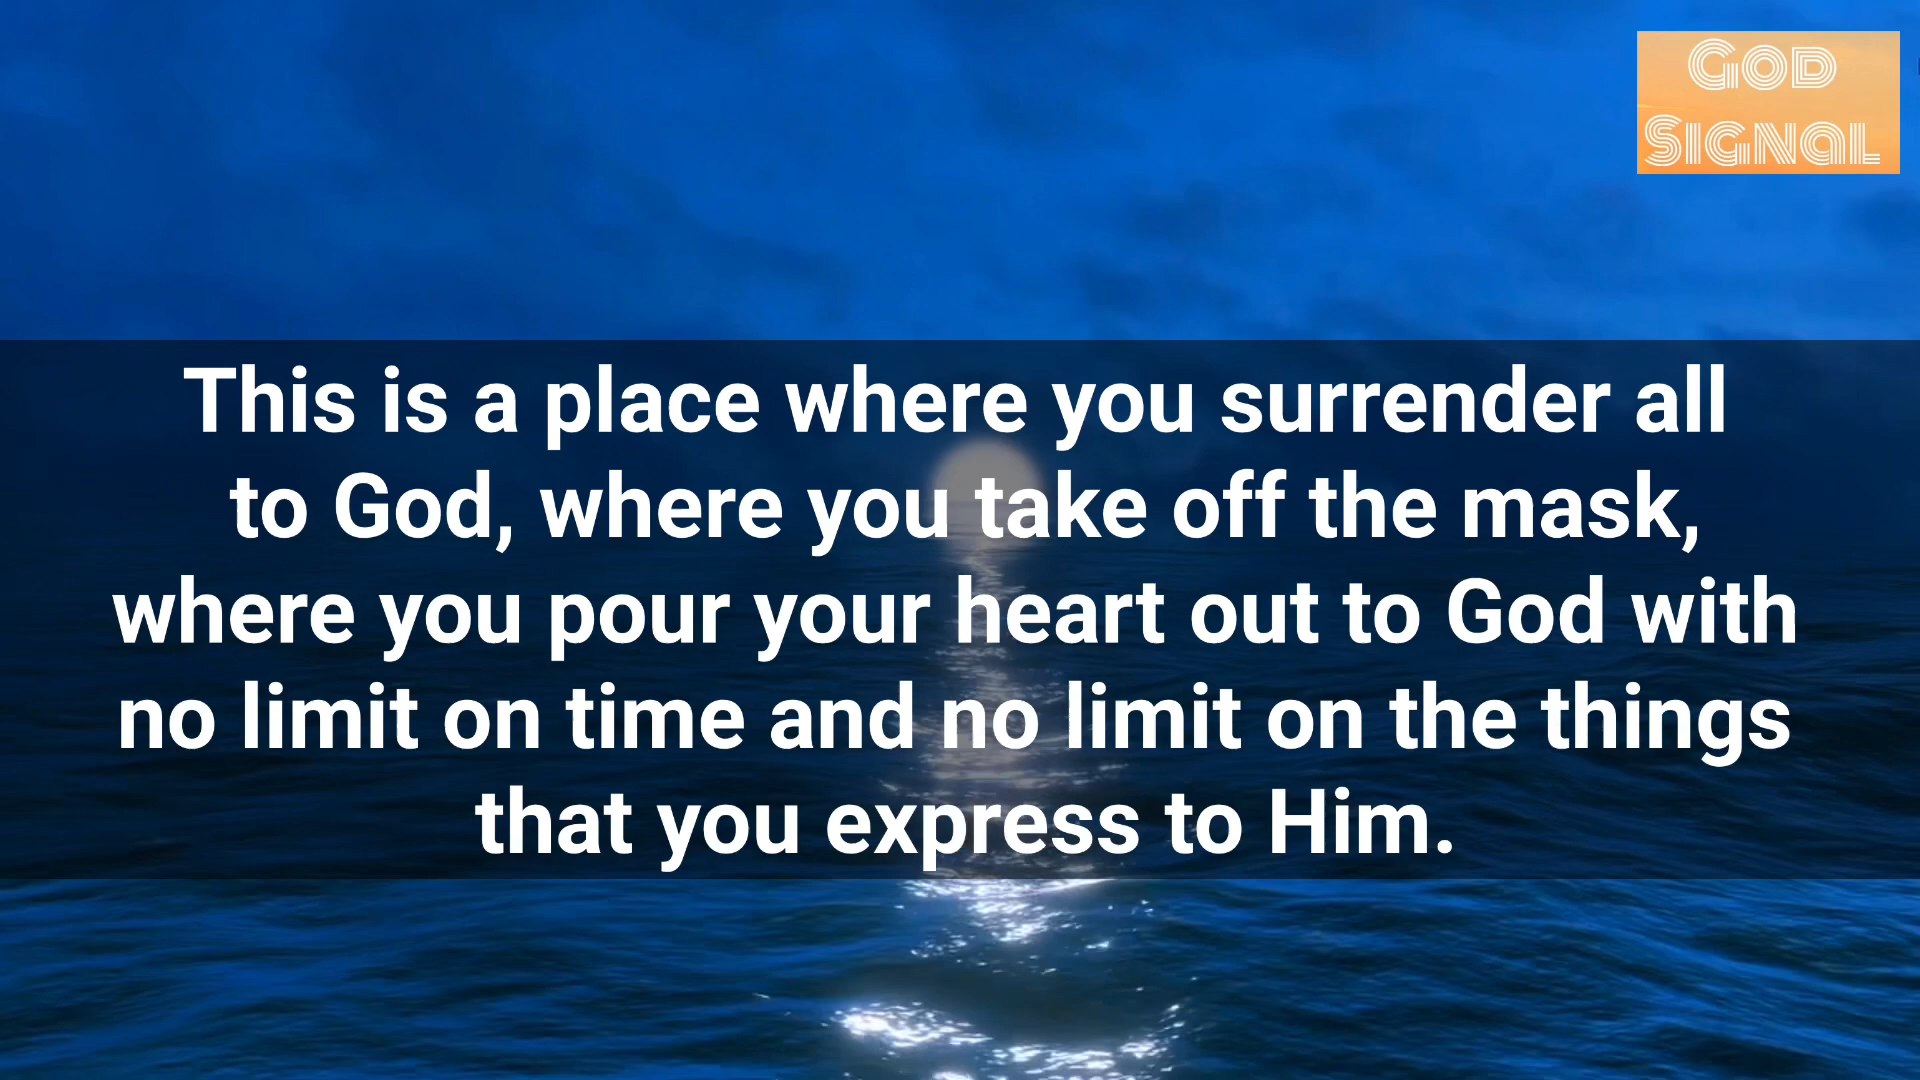 God
Signal
This is a place where you surrender all
to God, where you take off the mask,
where you pour your heart out to God with
no limit on time and no limit on the things
that you express to Him.